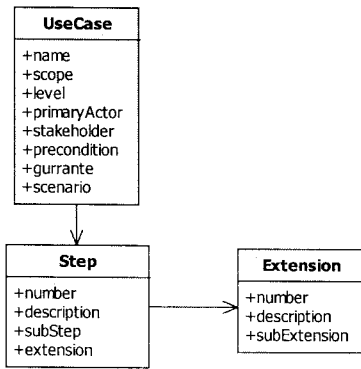 UseCase
+name
+scope
+level
+primaryActor
+stakeholder
+precondition
+gurrante
+scenario
Step
+number
+description
+subStep
+extension
Extension
+number
+description
+subExtension